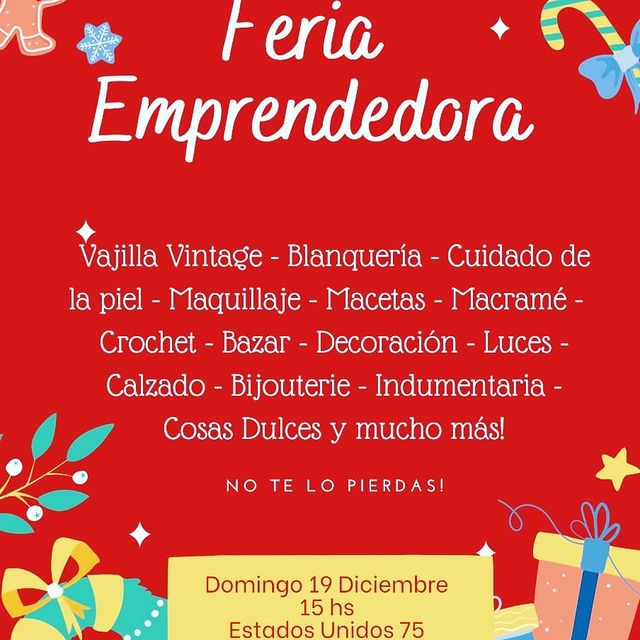 Feria
Emprendedora
Vajilla Vintage - Blanquería - Cuidado de
la piel - Maquillaje - Macetas - Macramé -
Crochet - Bazar - Decoración - Luces -
Calzado - Bijouterie - Indumentaria -
Cosas Dulces y mucho más!
NO TE LO PIERDAS!
Domingo 19 Diciembre
15 hs
Estados Unidos 75